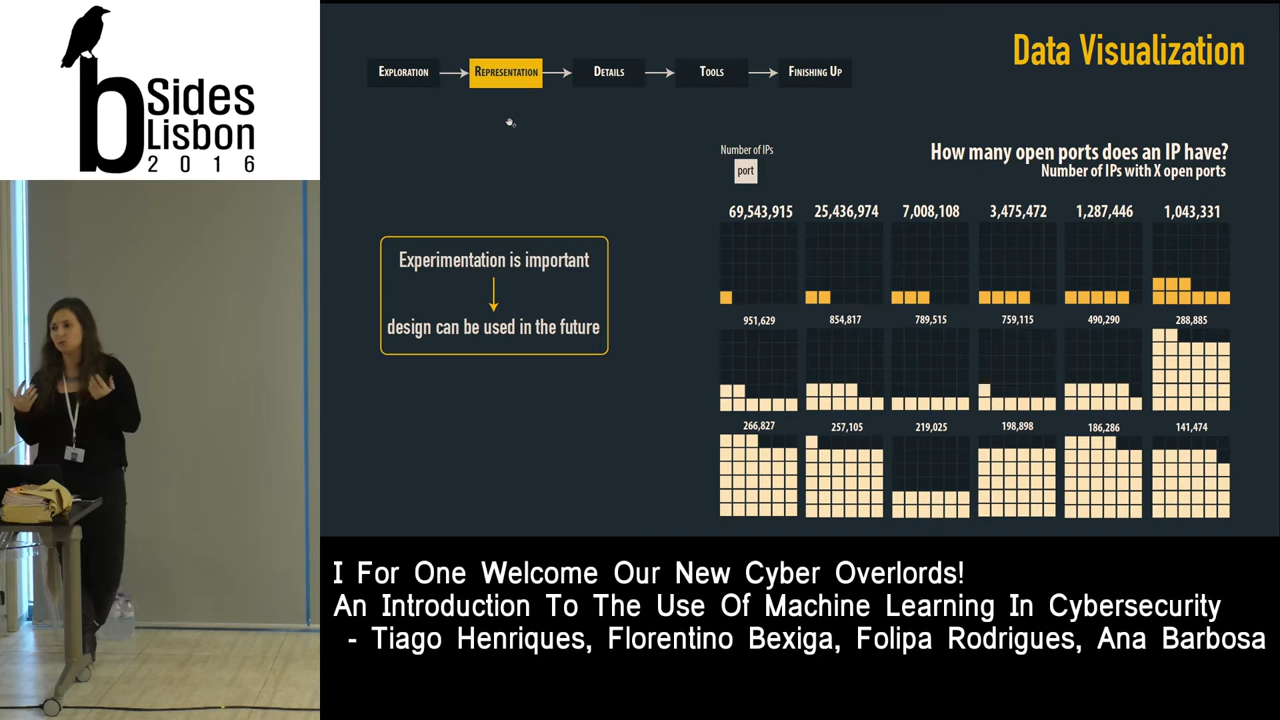 b
Sides
Lisbon
2016
Data Visualization
EXPLORATION
REPRESENTATION
DETAILS
TOOLS
FINISHING UP
Experimentation is important
design can be used in the future
Number of IPs
port
How many open ports does an IP have?
Number of IPs with X open ports
69,543,915 25,436,974 7,008,108 3,475,472 1,287,446 1,043,331
951,629 854,817 789,515 759,115 490,290 288,885
266,827 257,105 219,025 198,898 186,286 141,474
I For One Welcome Our New Cyber Overlords!
An Introduction To The Use Of Machine Learning In Cybersecurity
- Tiago Henriques, Florentino Bexiga, Folipa Rodrigues, Ana Barbosa